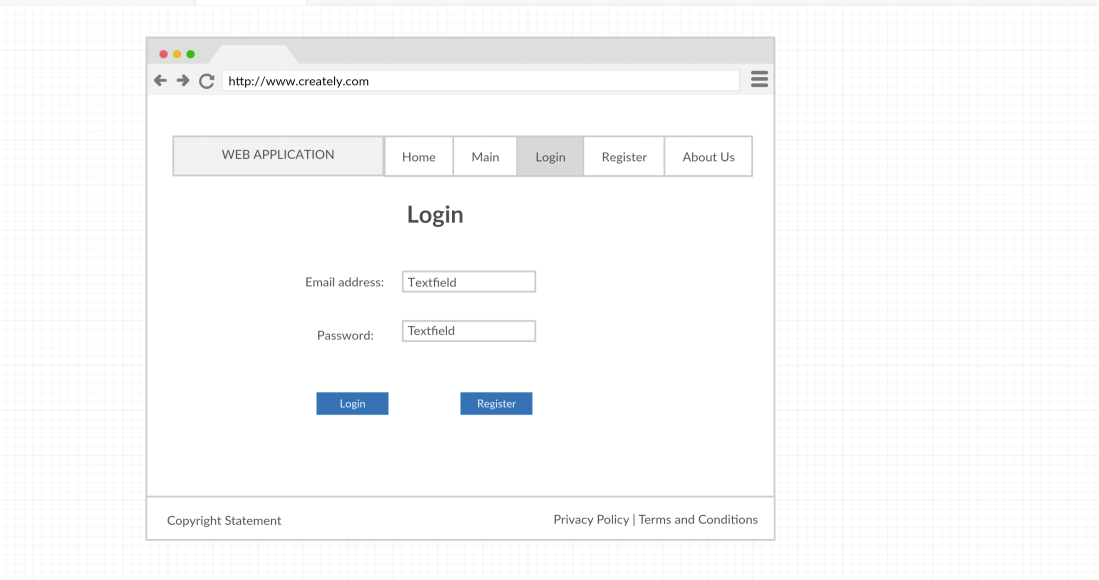 http://www.creately.com
WEB APPLICATION Home Main Login Register About Us
Login
Email address: Textfield
Password: Textfield
Login Register
Copyright Statement Privacy Policy | Terms and Conditions